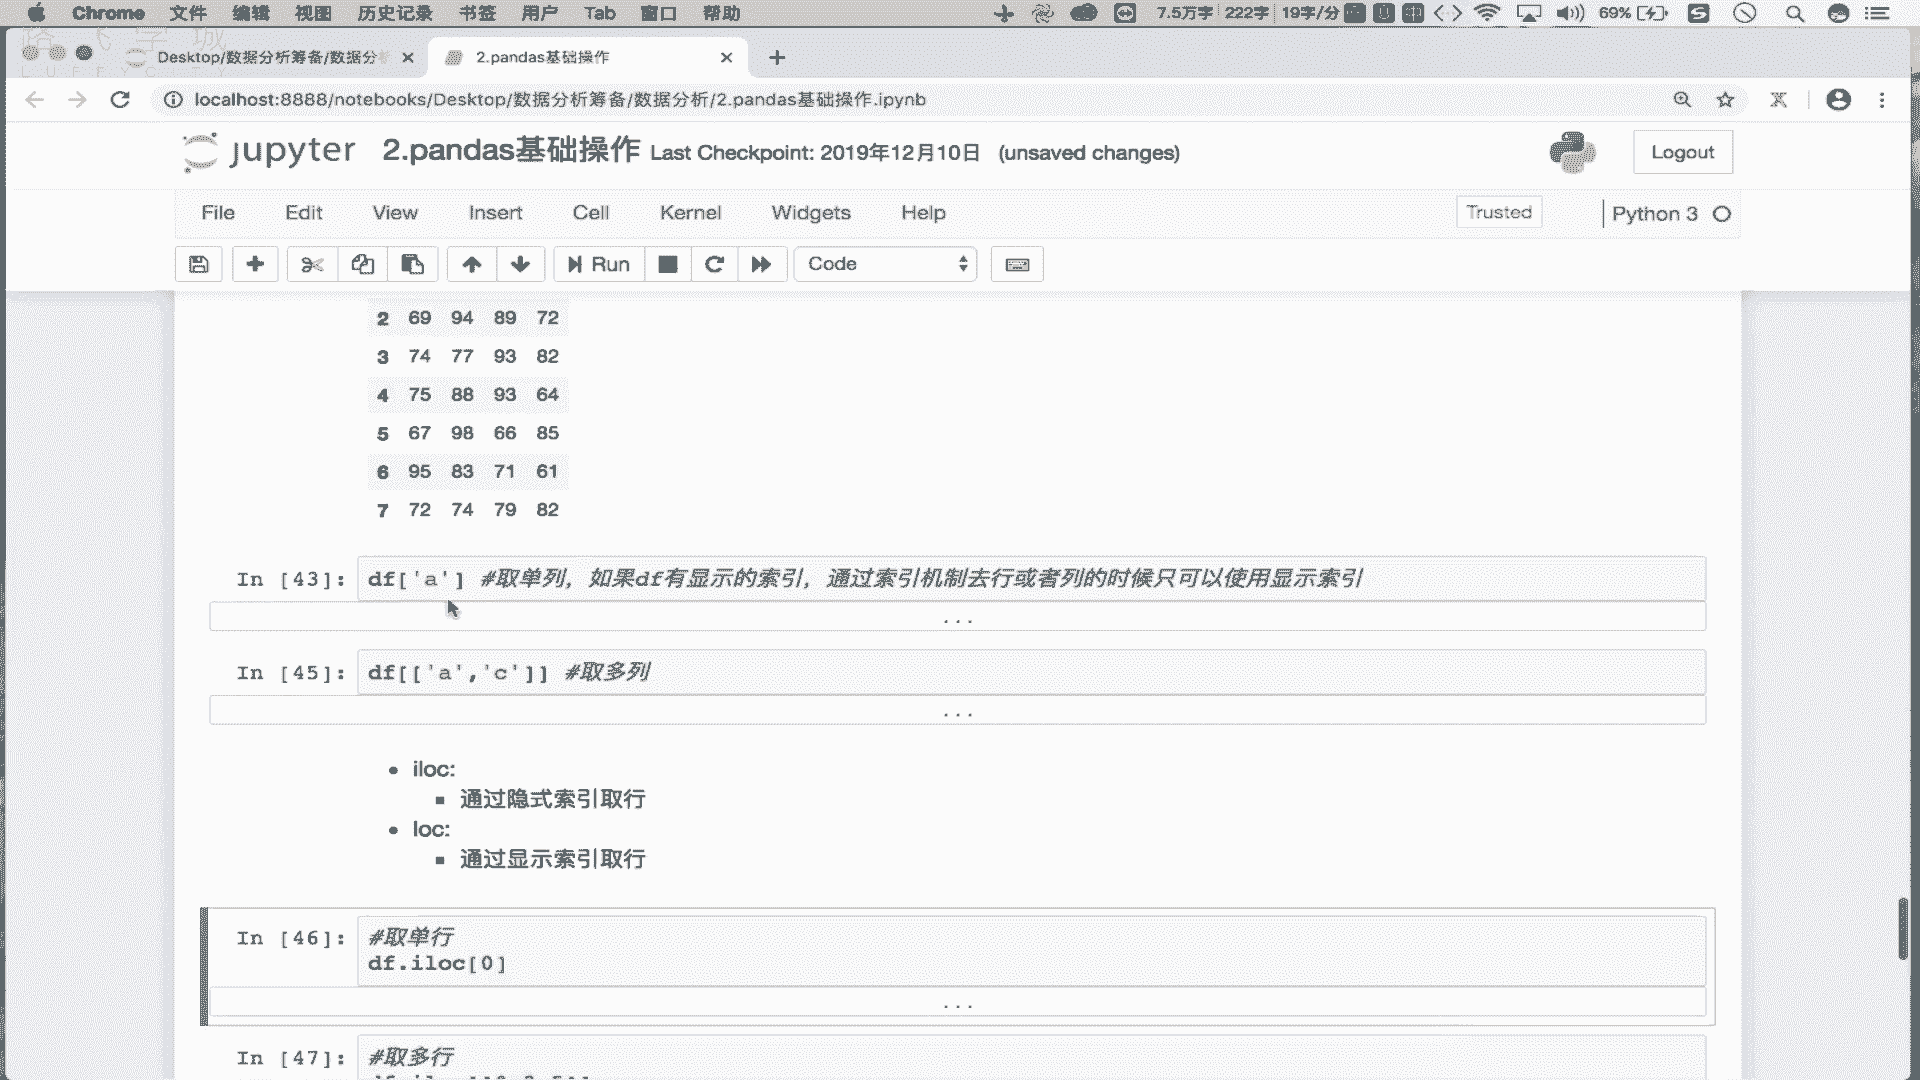 Chrome 文件 编辑 视图 历史记录 书签 用户 Tab 窗口 帮助 7.5万字 222字 19字/分 69%
Desktop/数据分析筹备/数据分 2.pandas基础操作
localhost:8888/notebooks/Desktop/数据分析筹备/数据分析/2.pandas基础操作.ipynb
jupyter 2.pandas基础操作 Last Checkpoint: 2019年12月10日 (unsaved changes) Logout
File Edit View Insert Cell Kernel Widgets Help Trusted Python 3
Run Code
2 69 94 89 72
3 74 77 93 82
4 75 88 93 64
5 67 98 66 85
6 95 83 71 61
7 72 74 79 82
In [43]: df['a'] #取单列，如果df有显示的索引，通过索引机制去行或者列的时候只可以使用显示索引
...
In [45]: df[['a','c']] #取多列
...
iloc:
通过隐式索引取行
loc:
通过显示索引取行
In [46]: #取单行
df.iloc[0]
...
In [47]: #取多行